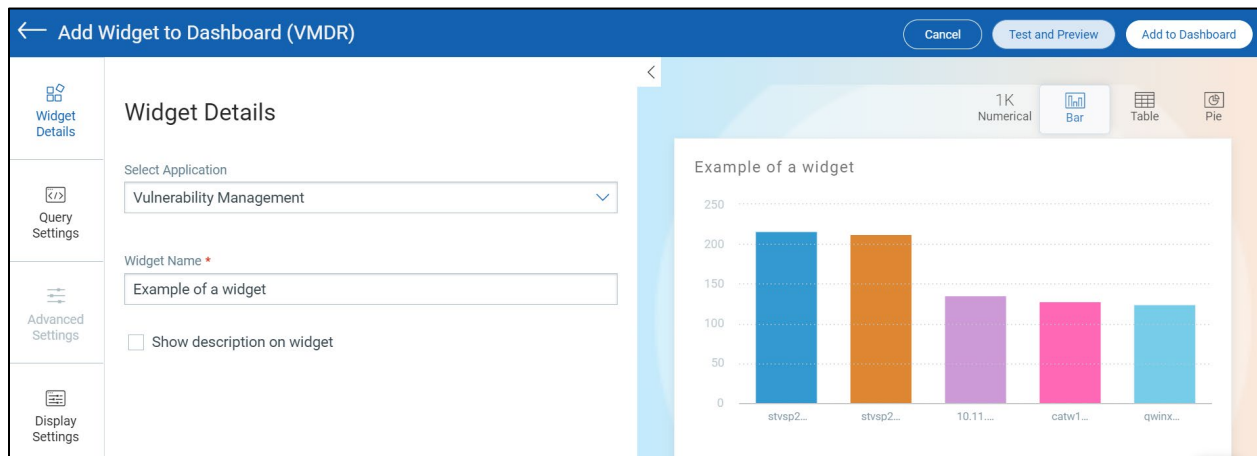 Add Widget to Dashboard (VMDR)
Cancel
Test and Preview
Add to Dashboard
Widget
Details
Query
Settings
Advanced
Settings
Display
Settings
Widget Details
Select Application
Vulnerability Management
Widget Name *
Example of a widget
Show description on widget
1K
Numerical
Bar
Table
Pie
Example of a widget
250
200
150
100
50
0
stvsp2...
stvsp2...
10.11....
catw1...
qwinx...